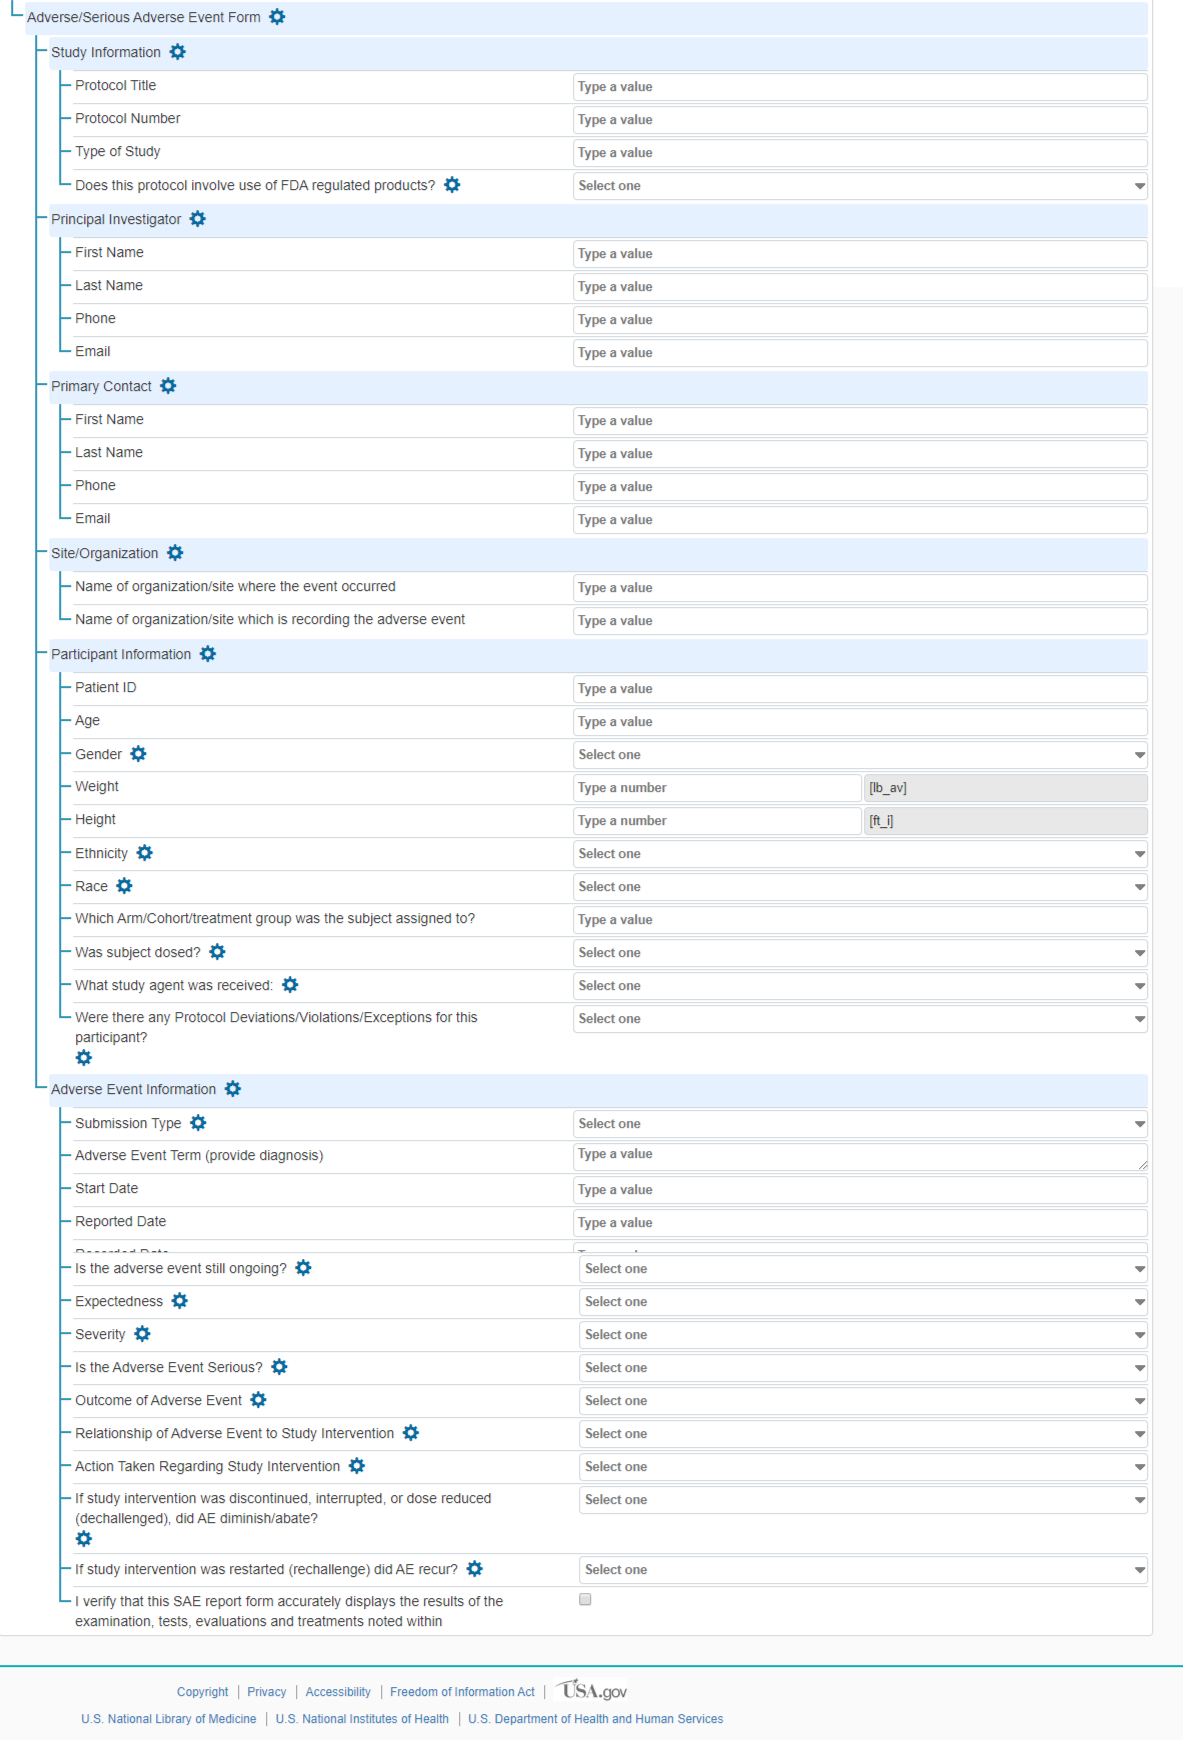 Adverse/Serious Adverse Event Form
Study Information
Protocol Title Type a value
Protocol Number Type a value
Type of Study Type a value
Does this protocol involve use of FDA regulated products? Select one
Principal Investigator
First Name Type a value
Last Name Type a value
Phone Type a value
Email Type a value
Primary Contact
First Name Type a value
Last Name Type a value
Phone Type a value
Email Type a value
Site/Organization
Name of organization/site where the event occurred Type a value
Name of organization/site which is recording the adverse event Type a value
Participant Information
Patient ID Type a value
Age Type a value
Gender Select one
Weight Type a number [lb_av]
Height Type a number [ft_i]
Ethnicity Select one
Race Select one
Which Arm/Cohort/treatment group was the subject assigned to? Type a value
Was subject dosed? Select one
What study agent was received: Select one
Were there any Protocol Deviations/Violations/Exceptions for this Select one
participant?
Adverse Event Information
Submission Type Select one
Adverse Event Term (provide diagnosis) Type a value
Start Date Type a value
Reported Date Type a value
Is the adverse event still ongoing? Select one
Expectedness Select one
Severity Select one
Is the Adverse Event Serious? Select one
Outcome of Adverse Event Select one
Relationship of Adverse Event to Study Intervention Select one
Action Taken Regarding Study Intervention Select one
If study intervention was discontinued, interrupted, or dose reduced Select one
(dechallenged), did AE diminish/abate?
If study intervention was restarted (rechallenge) did AE recur? Select one
I verify that this SAE report form accurately displays the results of the
examination, tests, evaluations and treatments noted within
Copyright | Privacy | Accessibility | Freedom of Information Act | USA.gov
U.S. National Library of Medicine | U.S. National Institutes of Health | U.S. Department of Health and Human Services